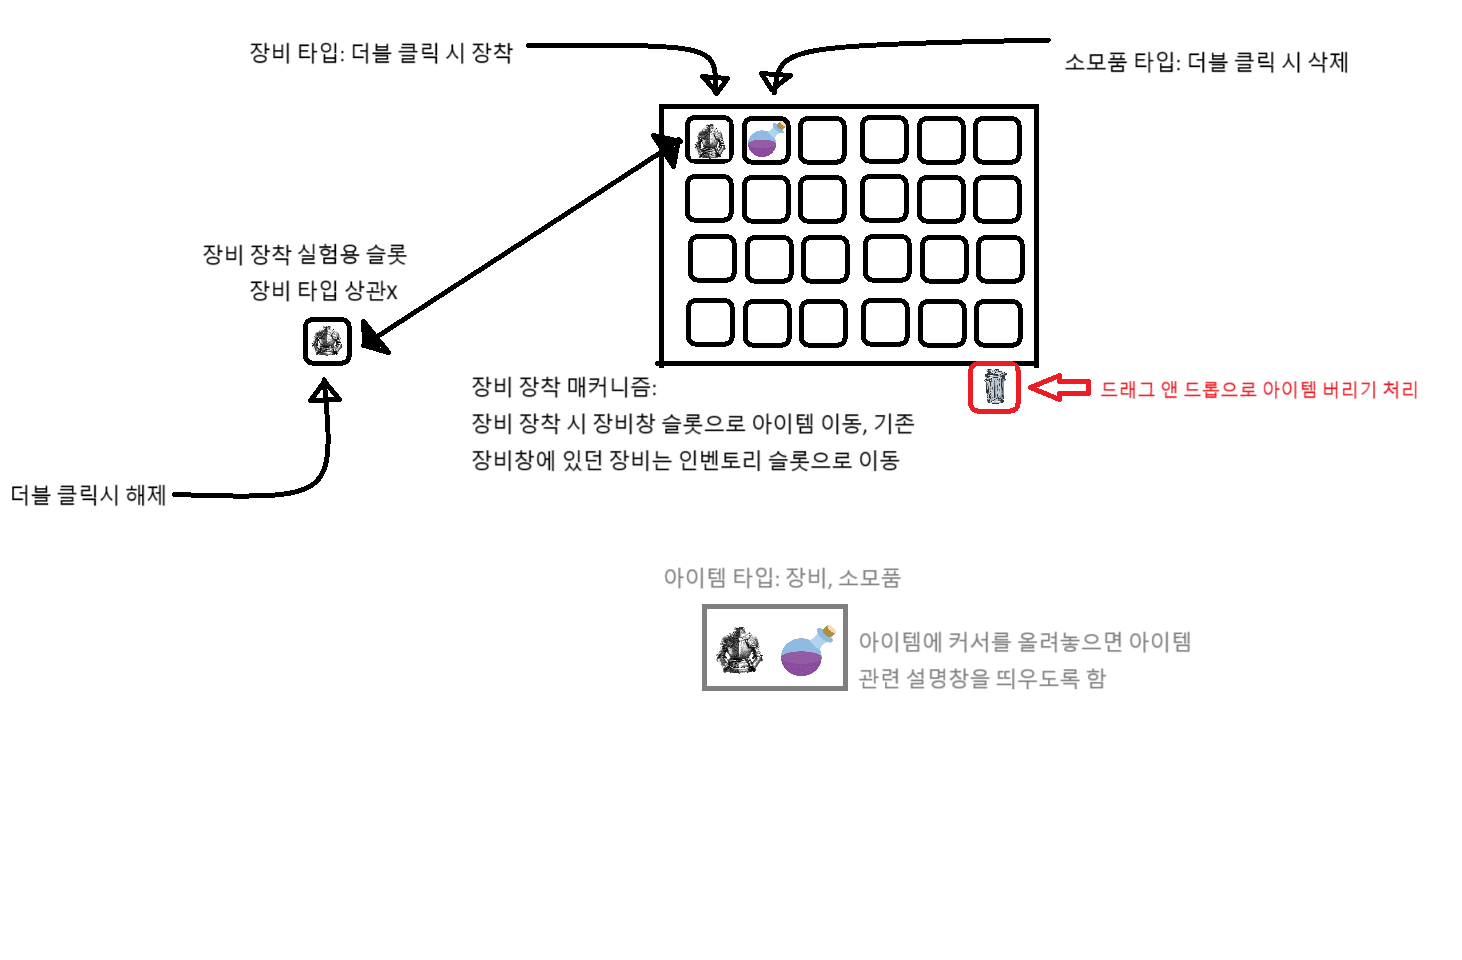 장비 타입: 더블 클릭 시 장착
소모품 타입: 더블 클릭 시 삭제
장비 장착 실험용 슬롯
장비 타입 상관x
드래그 앤 드롭으로 아이템 버리기 처리
장비 장착 매커니즘:
장비 장착 시 장비창 슬롯으로 아이템 이동, 기존
장비창에 있던 장비는 인벤토리 슬롯으로 이동
더블 클릭시 해제
아이템 타입: 장비, 소모품
아이템에 커서를 올려놓으면 아이템
관련 설명창을 띄우도록 함